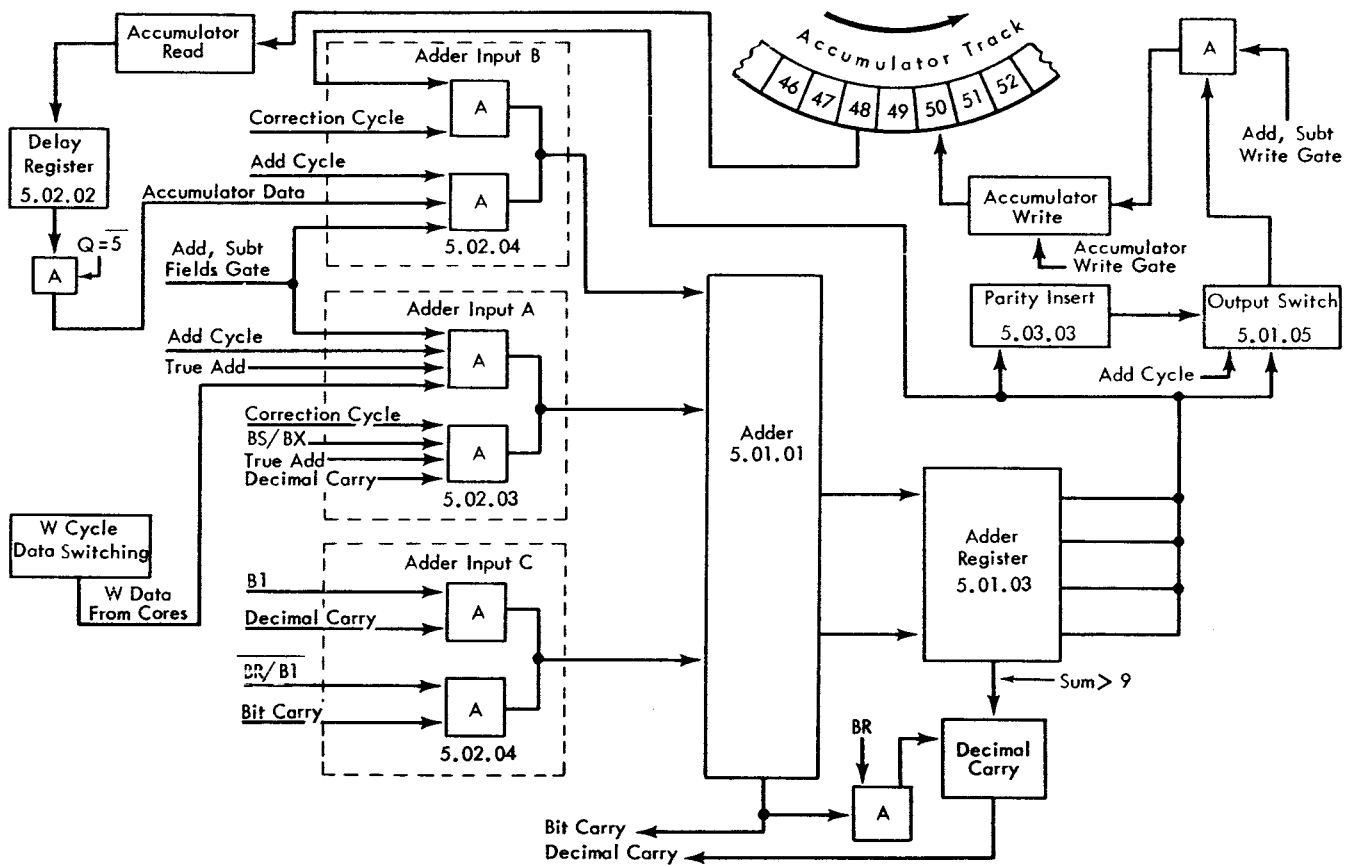 Accumulator
Read
Delay
Register
5.02.02
A
Q=5̅
Adder Input B
A
Correction Cycle
Add Cycle
Accumulator Data
A
5.02.04
Add, Subt
Fields Gate
Adder Input A
Add Cycle
True Add
A
Correction Cycle
BS/BX
True Add
Decimal Carry
A
5.02.03
W Cycle
Data Switching
W Data
From Cores
Adder Input C
B1
Decimal Carry
A
B̅R̅/̅B̅1̅
Bit Carry
A
5.02.04
Accumulator Track
46 47 48 49 50 51 52
A
Add, Subt
Write Gate
Accumulator
Write
Accumulator
Write Gate
Parity Insert
5.03.03
Output Switch
5.01.05
Add Cycle
Adder
5.01.01
Adder
Register
5.01.03
Sum> 9
BR
A
Decimal
Carry
Bit Carry
Decimal Carry